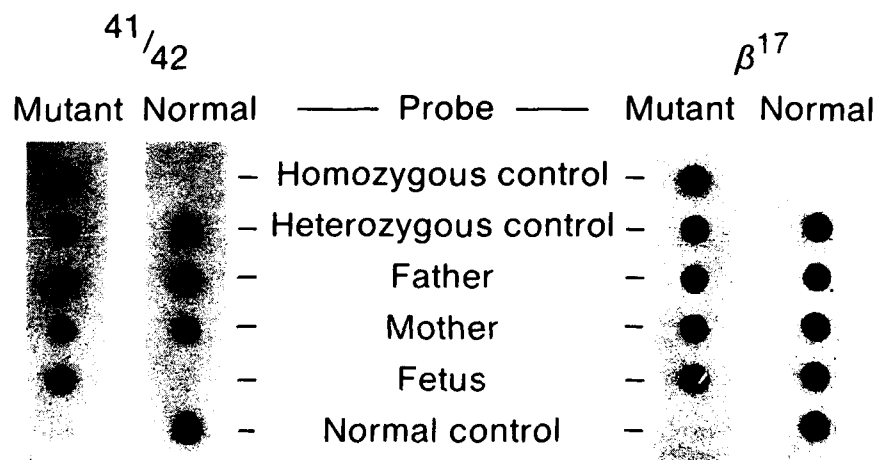 41/42 β17
Mutant Normal — Probe — Mutant Normal
– Homozygous control –
– Heterozygous control –
– Father –
– Mother –
– Fetus –
– Normal control –